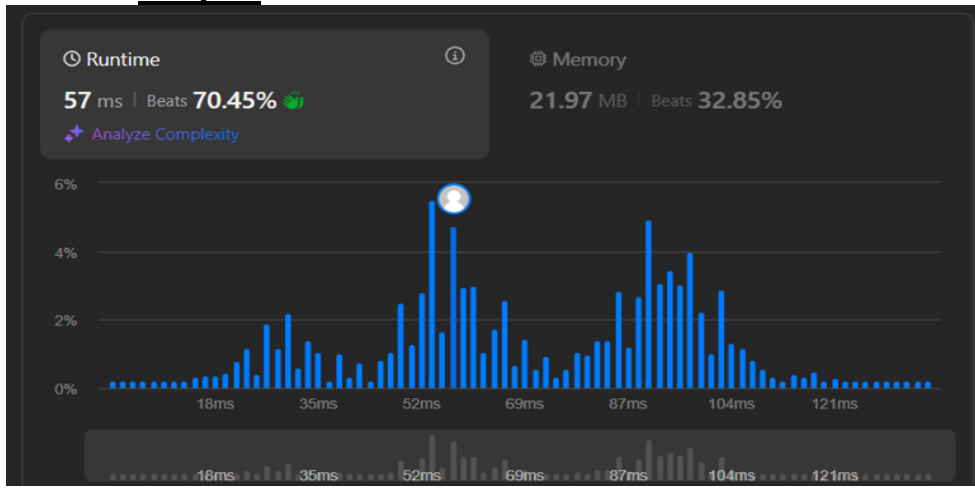 Runtime
57 ms | Beats 70.45%
Analyze Complexity
Memory
21.97 MB | Beats 32.85%
6%
4%
2%
0%
18ms 35ms 52ms 69ms 87ms 104ms 121ms
18ms 35ms 52ms 69ms 87ms 104ms 121ms